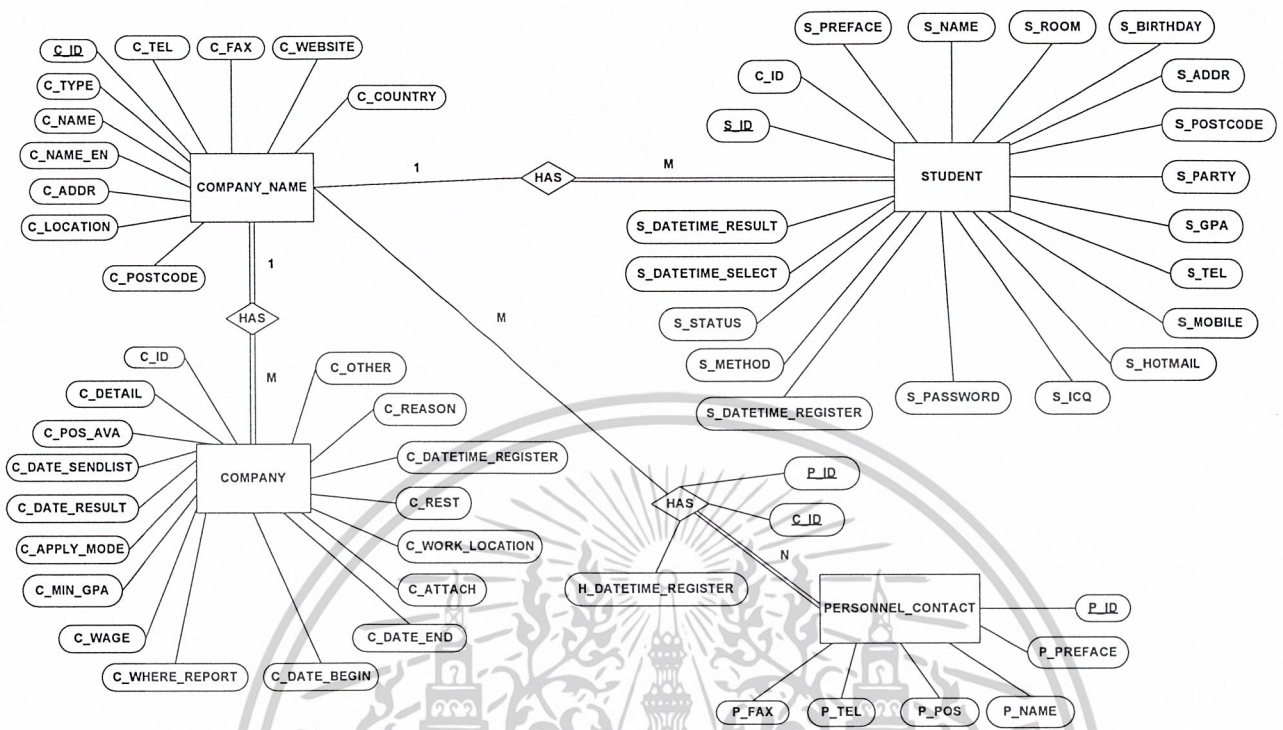 C_ID
C_TEL
C_FAX
C_WEBSITE
C_TYPE
C_COUNTRY
C_NAME
C_NAME_EN
C_ADDR
C_LOCATION
C_POSTCODE
COMPANY_NAME
1
HAS
M
S_PREFACE
S_NAME
S_ROOM
S_BIRTHDAY
C_ID
S_ADDR
S_ID
S_POSTCODE
STUDENT
S_PARTY
S_DATETIME_RESULT
S_GPA
S_DATETIME_SELECT
S_TEL
S_STATUS
S_MOBILE
S_METHOD
S_HOTMAIL
S_DATETIME_REGISTER
S_PASSWORD
S_ICQ
1
HAS
M
C_ID
C_OTHER
C_DETAIL
C_REASON
C_POS_AVA
C_DATE_SENDLIST
C_DATETIME_REGISTER
COMPANY
C_DATE_RESULT
C_REST
C_APPLY_MODE
C_WORK_LOCATION
C_MIN_GPA
C_ATTACH
C_WAGE
C_DATE_END
C_WHERE_REPORT
C_DATE_BEGIN
M
HAS
P_ID
C_ID
N
H_DATETIME_REGISTER
PERSONNEL_CONTACT
P_ID
P_PREFACE
P_FAX
P_TEL
P_POS
P_NAME